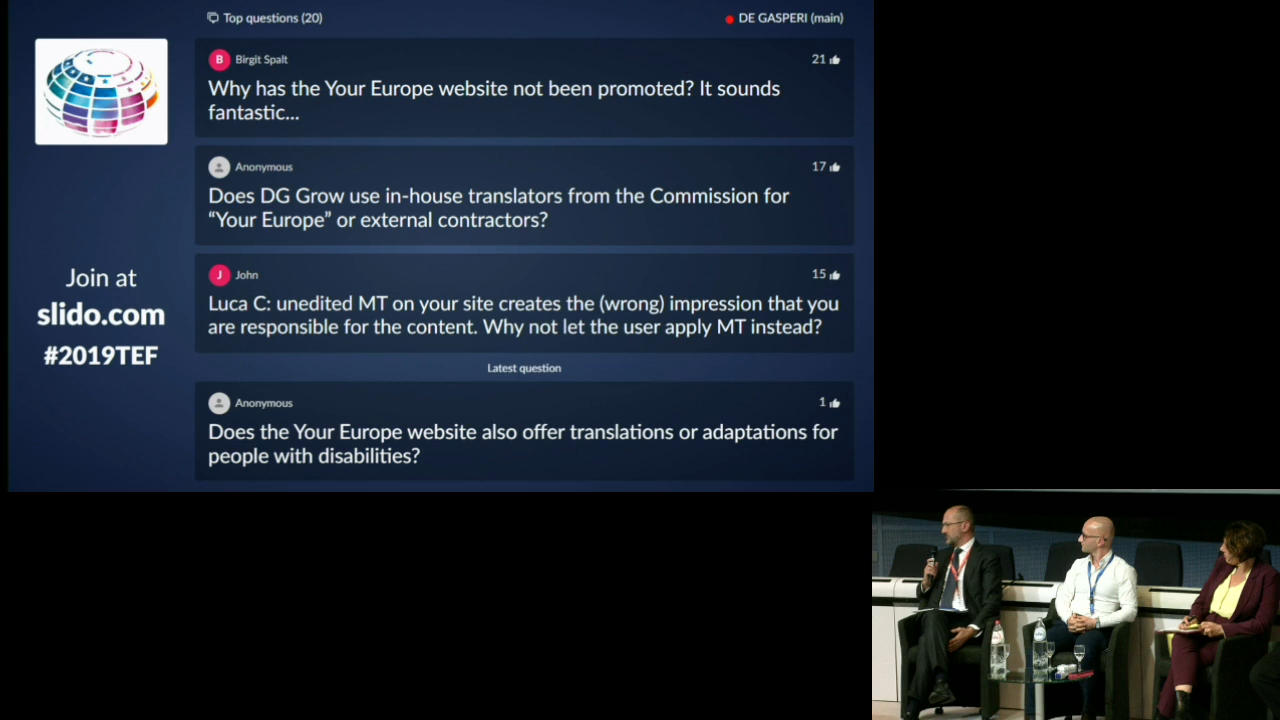 Top questions (20)
DE GASPERI (main)
B
Birgit Spalt
21
Why has the Your Europe website not been promoted? It sounds
fantastic...
Anonymous
17
Does DG Grow use in-house translators from the Commission for
“Your Europe” or external contractors?
J
John
15
Luca C: unedited MT on your site creates the (wrong) impression that you
are responsible for the content. Why not let the user apply MT instead?
Latest question
Anonymous
1
Does the Your Europe website also offer translations or adaptations for
people with disabilities?
Join at
slido.com
#2019TEF